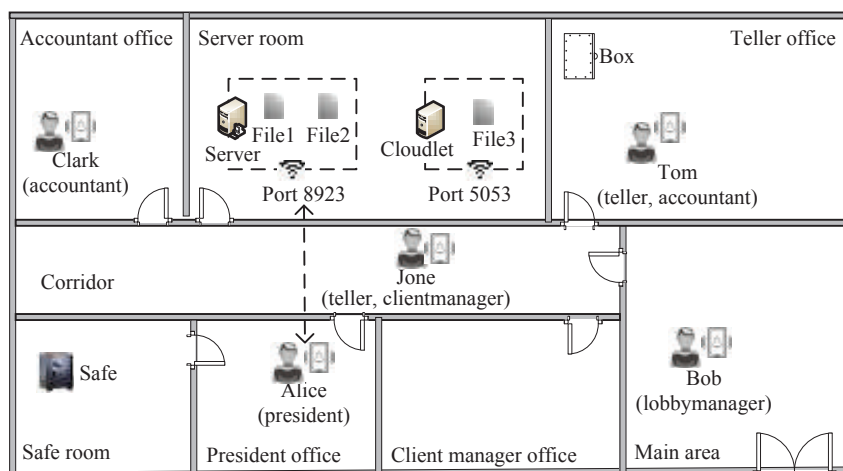 Accountant office
Server room
Teller office
Box
File1
File2
File3
Server
Cloudlet
Clark
(accountant)
Port 8923
Port 5053
Tom
(teller, accountant)
Jone
(teller, clientmanager)
Corridor
Safe
Alice
(president)
Bob
(lobbymanager)
Safe room
President office
Client manager office
Main area